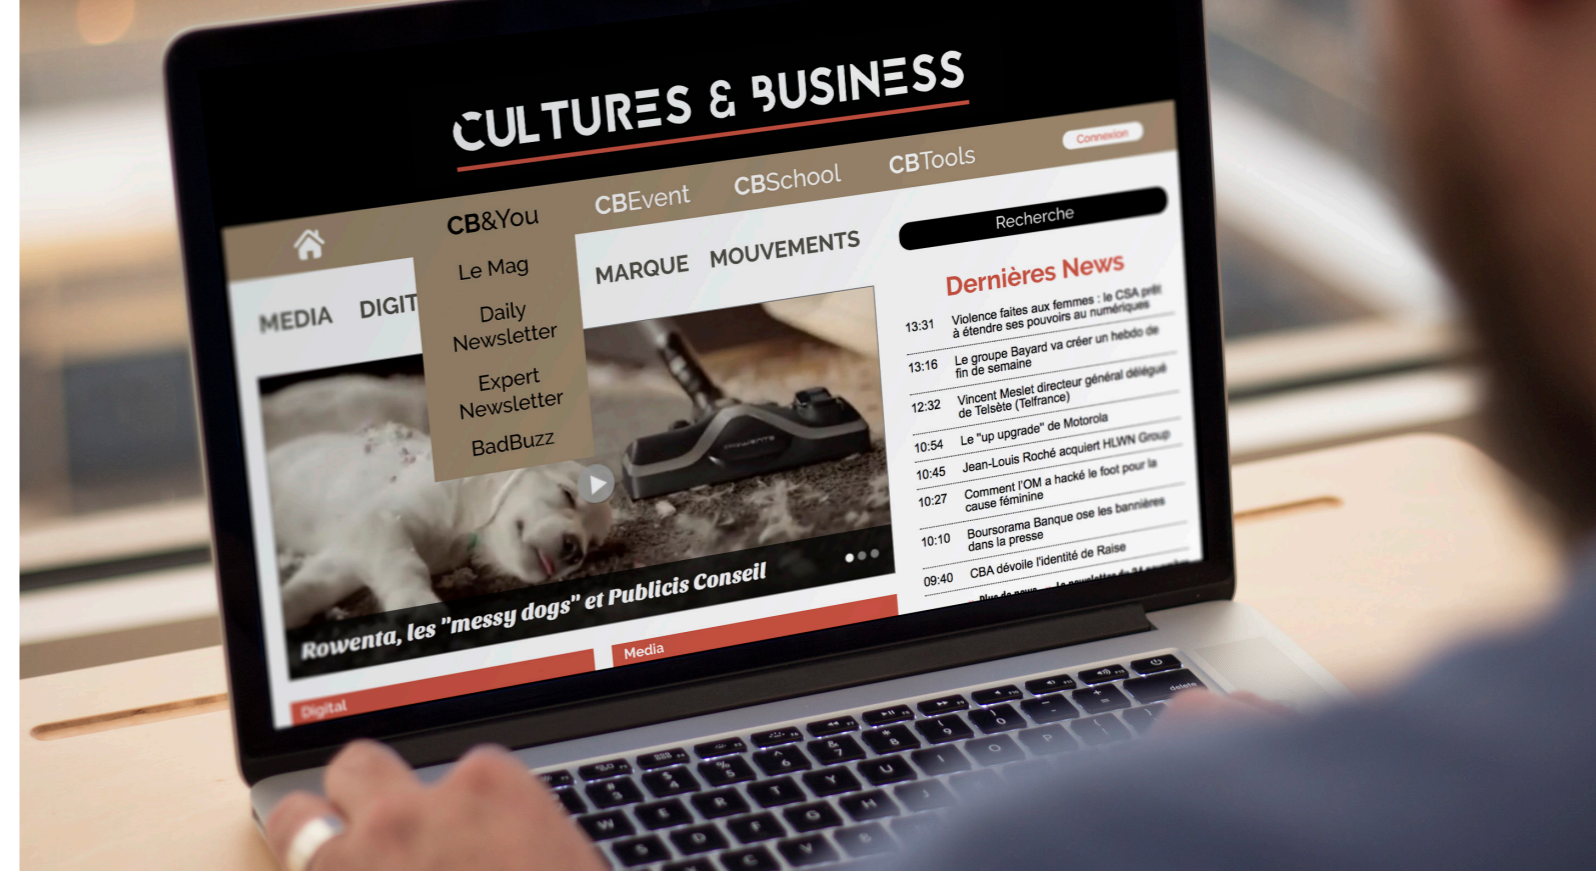 CULTURES & BUSINESS
CB&You
CBEvent
CBSchool
CBTools
Connexion
Le Mag
Daily
Newsletter
Expert
Newsletter
BadBuzz
MEDIA
DIGIT
MARQUE
MOUVEMENTS
Rowenta, les "messy dogs" et Publicis Conseil
Digital
Media
Recherche
Dernières News
13:31 Violence faites aux femmes : le CSA prêt
à étendre ses pouvoirs au numériques
13:16 Le groupe Bayard va créer un hebdo de
fin de semaine
12:32 Vincent Meslet directeur général délégué
de Telsète (Telfrance)
10:54 Le "up upgrade" de Motorola
10:45 Jean-Louis Roché acquiert HLWN Group
10:27 Comment l'OM a hacké le foot pour la
cause féminine
10:10 Boursorama Banque ose les bannières
dans la presse
09:40 CBA dévoile l'identité de Raise
delete